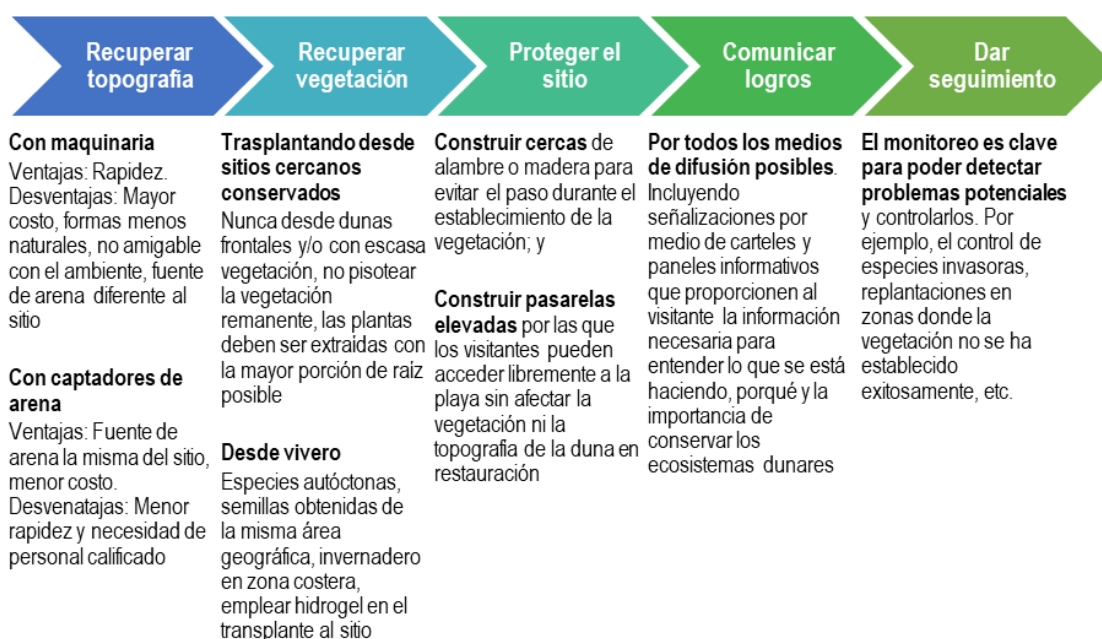 Recuperar
topografía
Recuperar
vegetación
Proteger el
sitio
Comunicar
logros
Dar
seguimiento
Con maquinaria
Ventajas: Rapidez.
Desventajas: Mayor
costo, formas menos
naturales, no amigable
con el ambiente, fuente
de arena diferente al
sitio
Con captadores de
arena
Ventajas: Fuente de
arena la misma del sitio,
menor costo.
Desvenatajas: Menor
rapidez y necesidad de
personal calificado
Trasplantando desde
sitios cercanos
conservados
Nunca desde dunas
frontales y/o con escasa
vegetación, no pisotear
la vegetación
remanente, las plantas
deben ser extraídas con
la mayor porción de raíz
posible
Desde vivero
Especies autóctonas,
semillas obtenidas de
la misma área
geográfica, invernadero
en zona costera,
emplear hidrogel en el
transplante al sitio
Construir cercas de
alambre o madera para
evitar el paso durante el
establecimiento de la
vegetación; y
Construir pasarelas
elevadas por las que
los visitantes pueden
acceder libremente a la
playa sin afectar la
vegetación ni la
topografía de la duna en
restauración
Por todos los medios
de difusión posibles.
Incluyendo
señalizaciones por
medio de carteles y
paneles informativos
que proporcionen al
visitante la información
necesaria para
entender lo que se está
haciendo, porqué y la
importancia de
conservar los
ecosistemas dunares
El monitoreo es clave
para poder detectar
problemas potenciales
y controlarlos. Por
ejemplo, el control de
especies invasoras,
replantaciones en
zonas donde la
vegetación no se ha
establecido
exitosamente, etc.